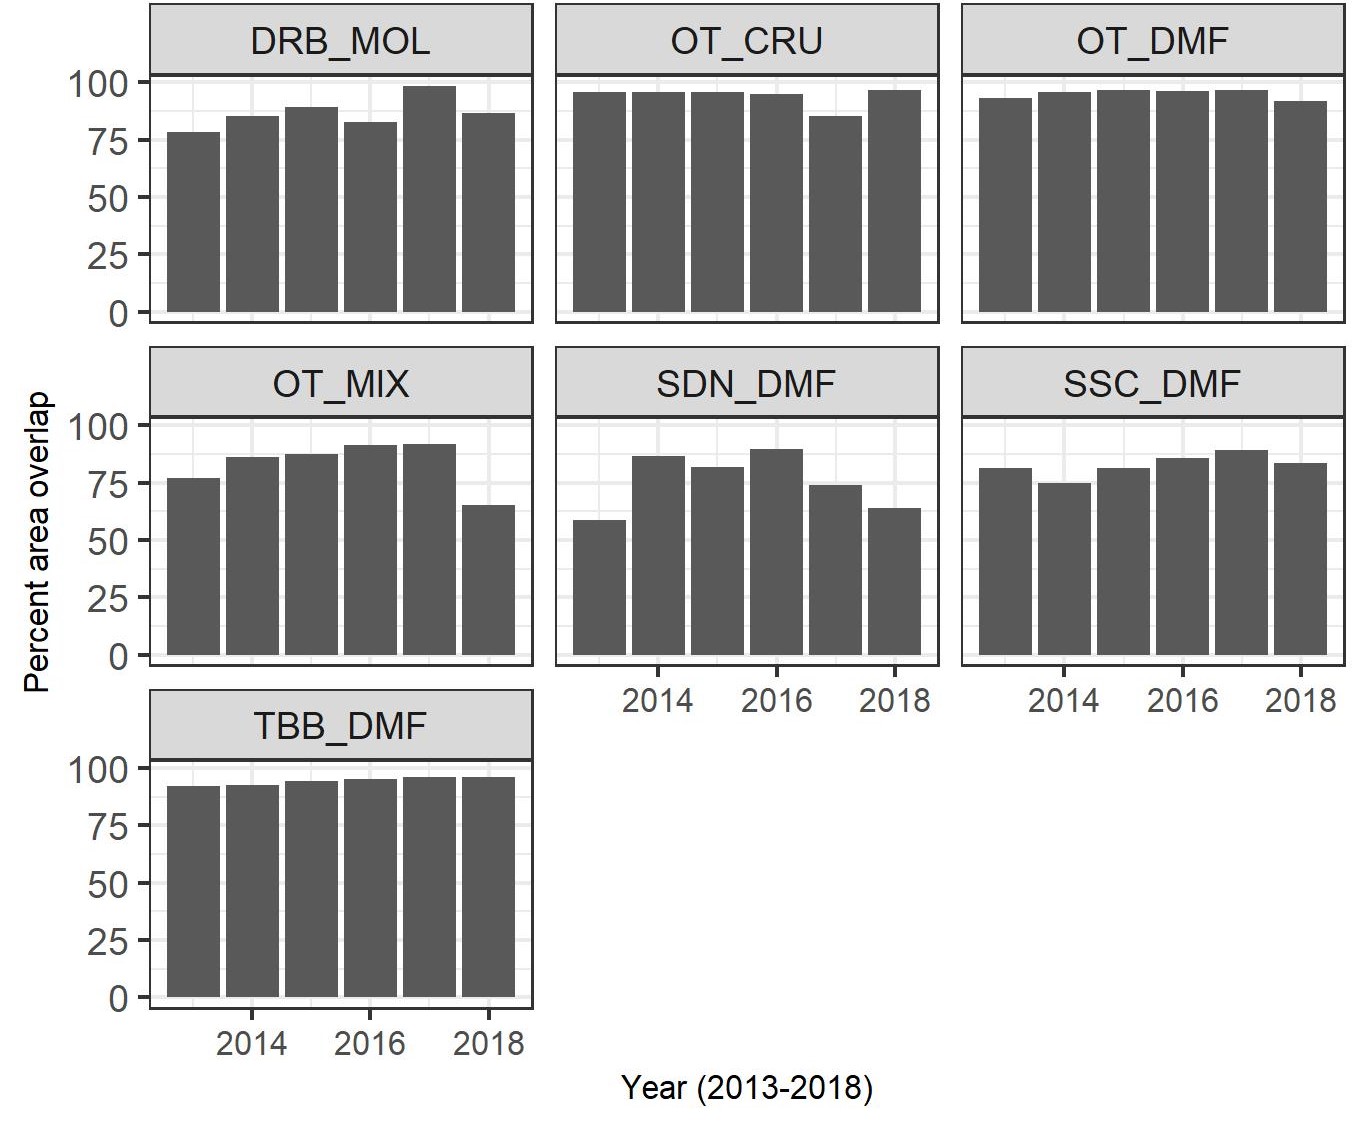 DRB_MOL OT_CRU OT_DMF
100
75
50
25
0
OT_MIX SDN_DMF SSC_DMF
100
75
50
25
0
2014 2016 2018 2014 2016 2018
TBB_DMF
100
75
50
25
0
2014 2016 2018
Percent area overlap
Year (2013-2018)